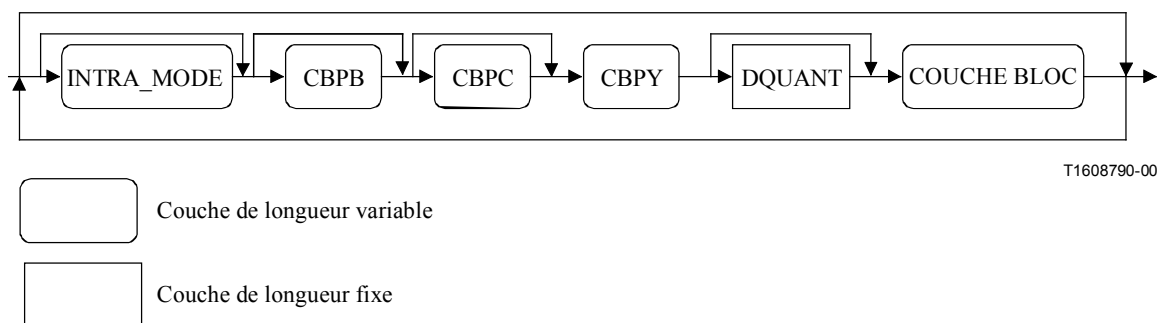 INTRA_MODE CBPB CBPC CBPY DQUANT COUCHE BLOC
T1608790-00
Couche de longueur variable
Couche de longueur fixe